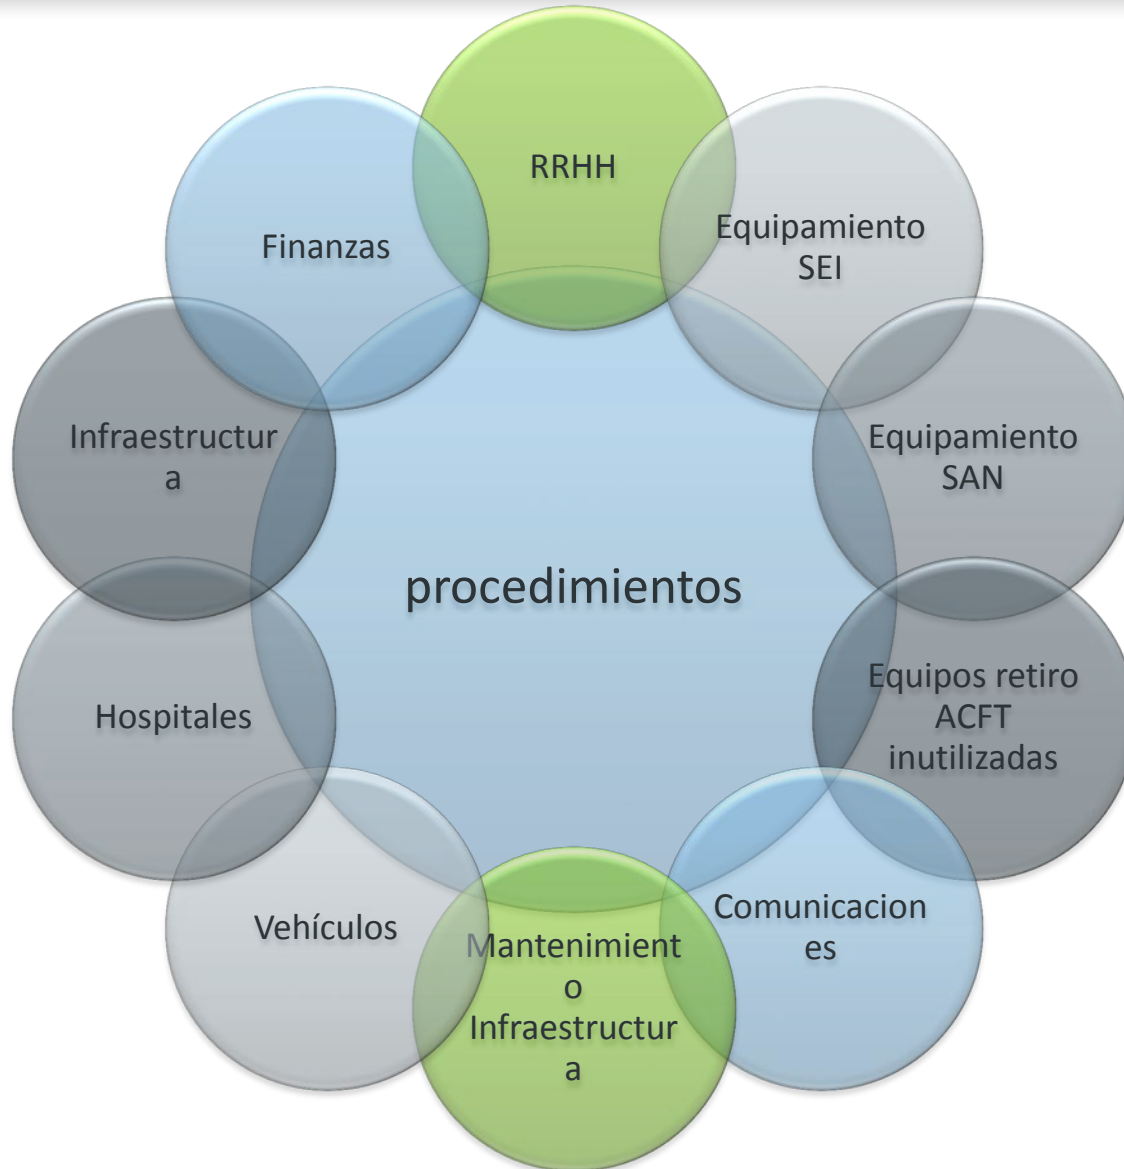 RRHH
Equipamiento
SEI
Finanzas
Equipamiento
SAN
Infraestructur
a
procedimientos
Equipos retiro
ACFT
inutilizadas
Hospitales
Comunicacion
es
Vehículos
Mantenimient
o
Infraestructur
a